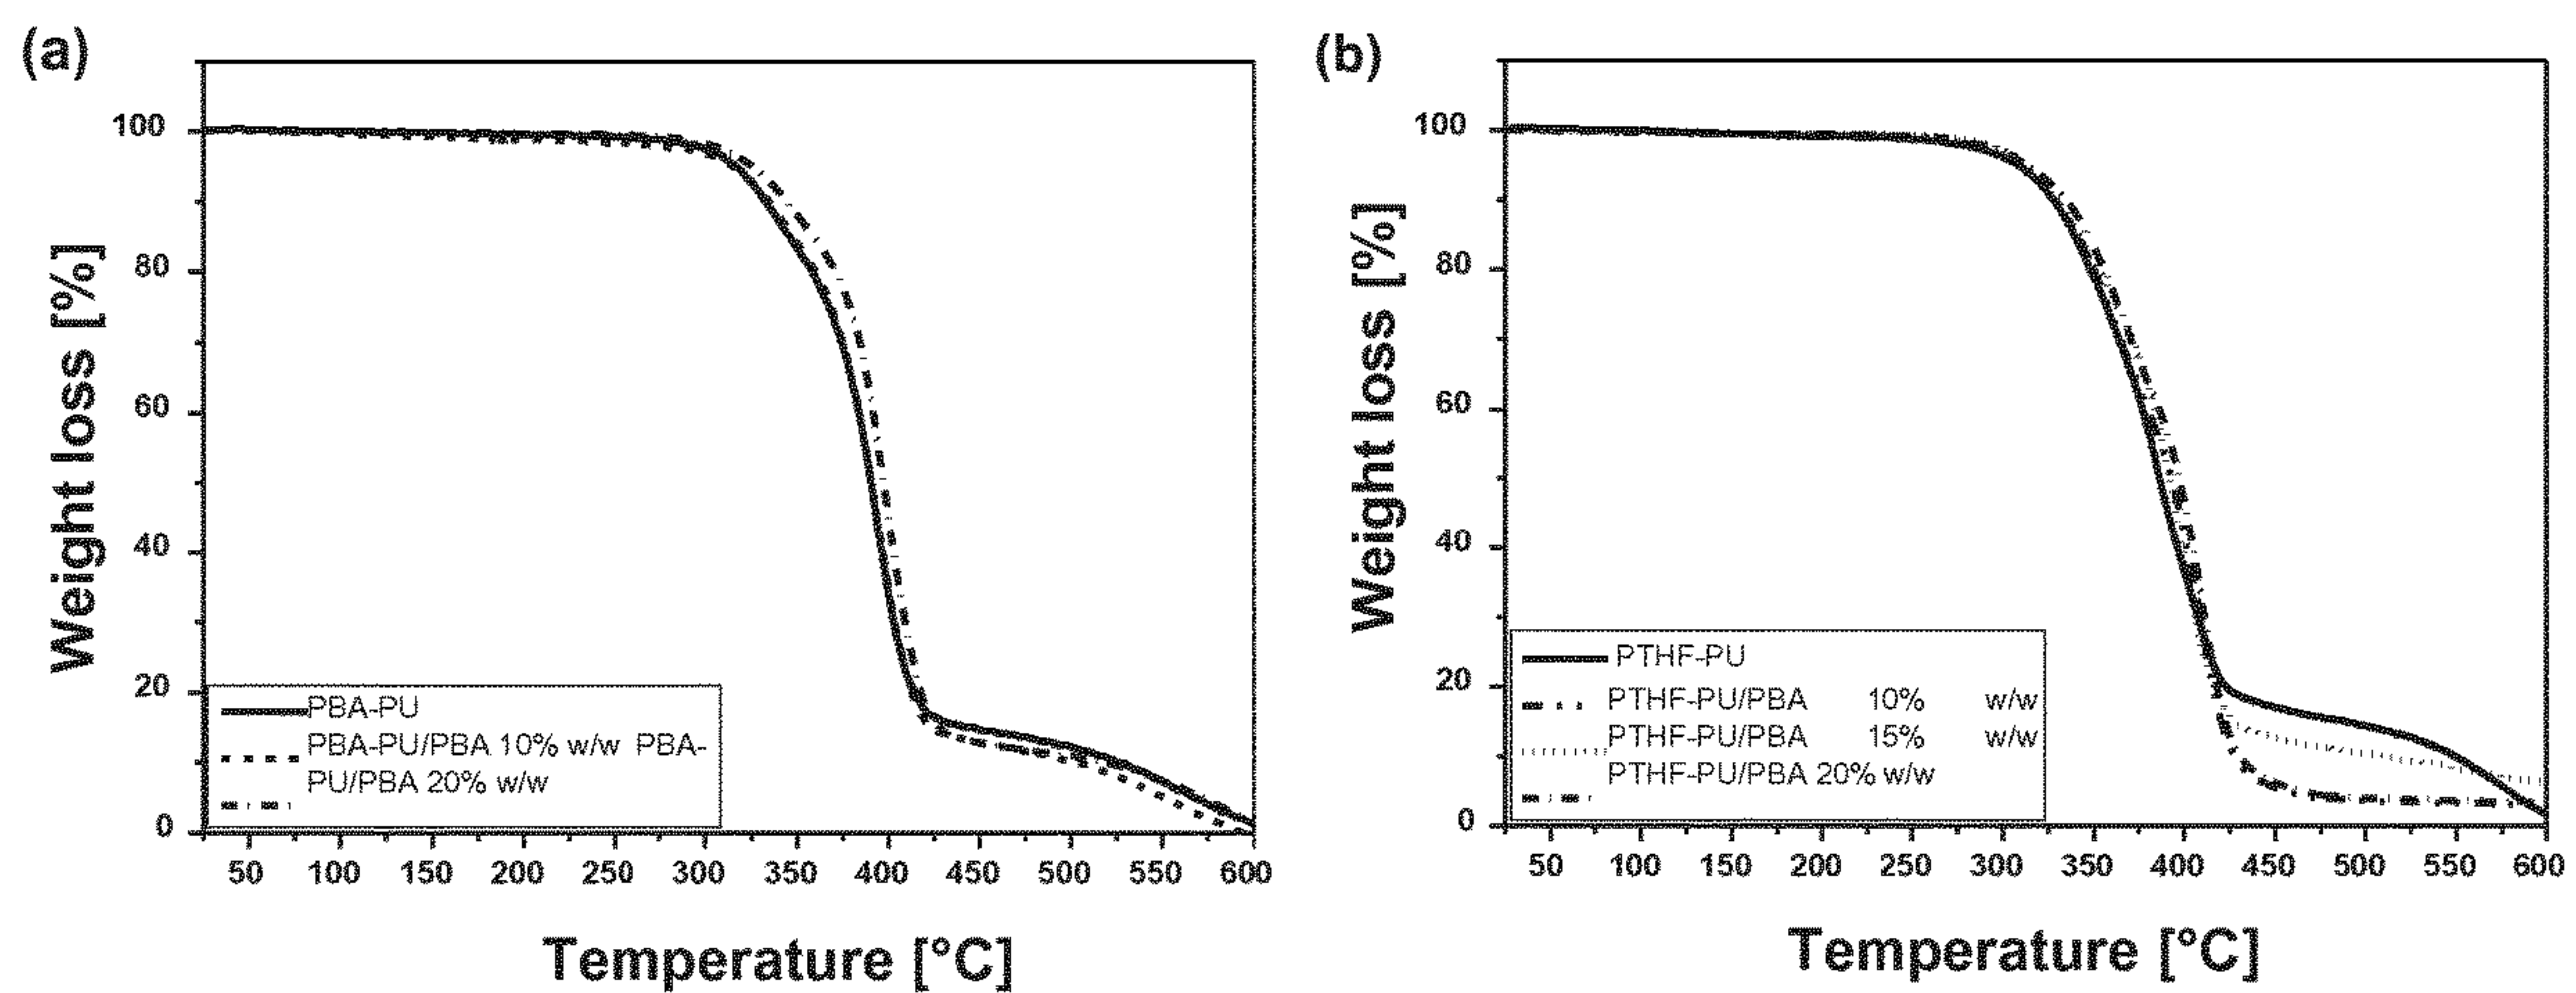 (a)
Weight loss [%]
100
80
60
40
20
0
PBA-PU
PBA-PU/PBA 10% w/w PBA-
PU/PBA 20% w/w
50 100 150 200 250 300 350 400 450 500 550 600
Temperature [°C]
(b)
Weight loss [%]
100
80
60
40
20
0
PTHF-PU
PTHF-PU/PBA 10% w/w
PTHF-PU/PBA 15% w/w
PTHF-PU/PBA 20% w/w
50 100 150 200 250 300 350 400 450 500 550 600
Temperature [°C]